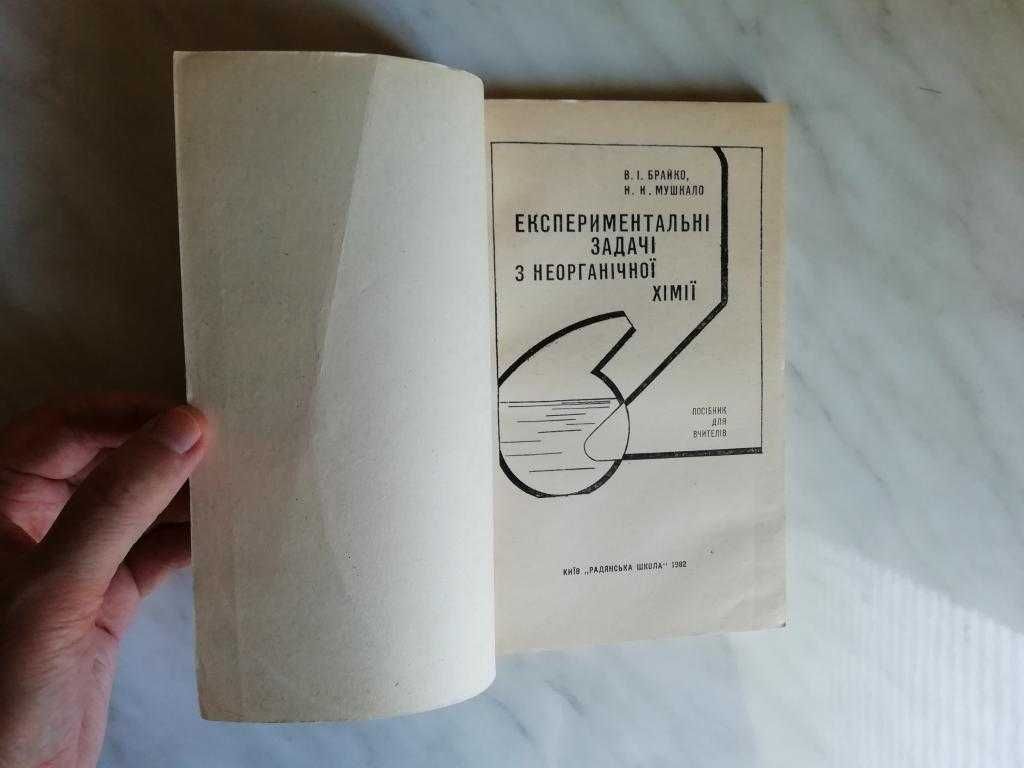 В. І. БРАЙКО,
Н. Н. МУШКАЛО
ЕКСПЕРИМЕНТАЛЬНІ
ЗАДАЧІ
З НЕОРГАНІЧНОЇ
ХІМІЇ
ПОСІБНИК
ДЛЯ
ВЧИТЕЛІВ
КИЇВ „РАДЯНСЬКА ШКОЛА" 1982